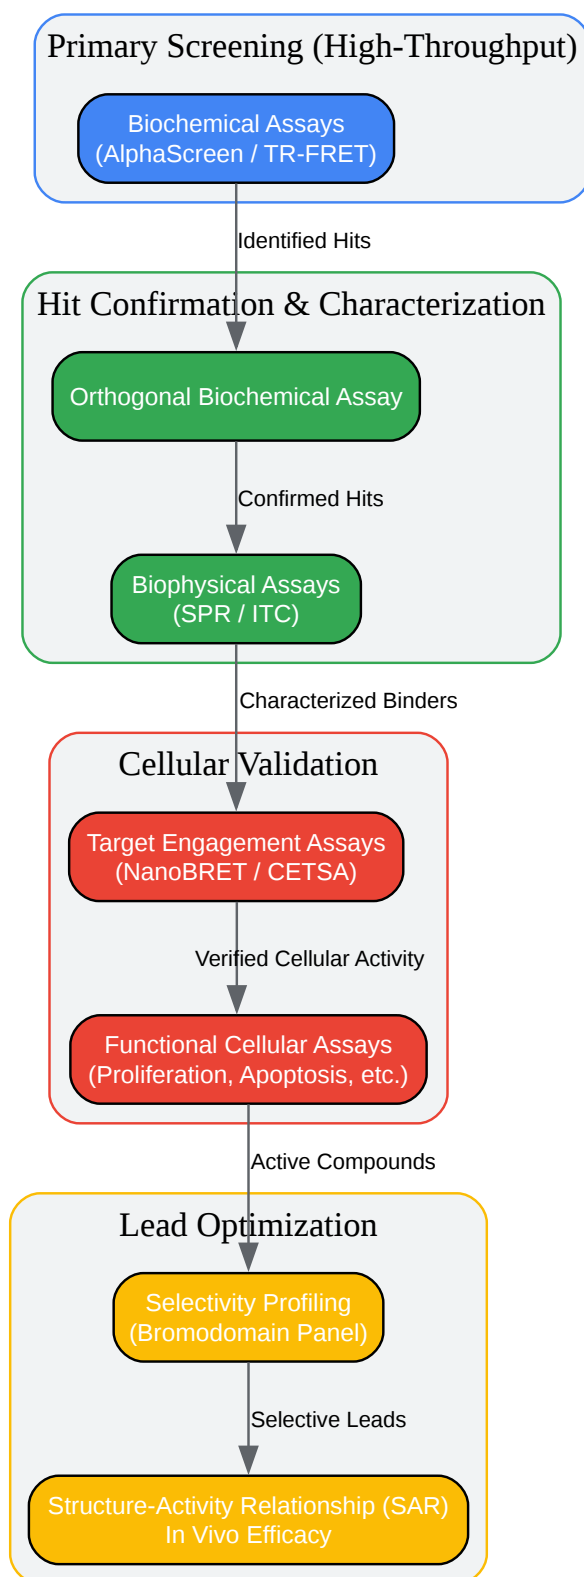 Primary Screening (High-Throughput)
Biochemical Assays
(AlphaScreen / TR-FRET)
Identified Hits
Hit Confirmation & Characterization
Orthogonal Biochemical Assay
Confirmed Hits
Biophysical Assays
(SPR / ITC)
Characterized Binders
Cellular Validation
Target Engagement Assays
(NanoBRET / CETSA)
Verified Cellular Activity
Functional Cellular Assays
(Proliferation, Apoptosis, etc.)
Active Compounds
Lead Optimization
Selectivity Profiling
(Bromodomain Panel)
Selective Leads
Structure-Activity Relationship (SAR)
In Vivo Efficacy